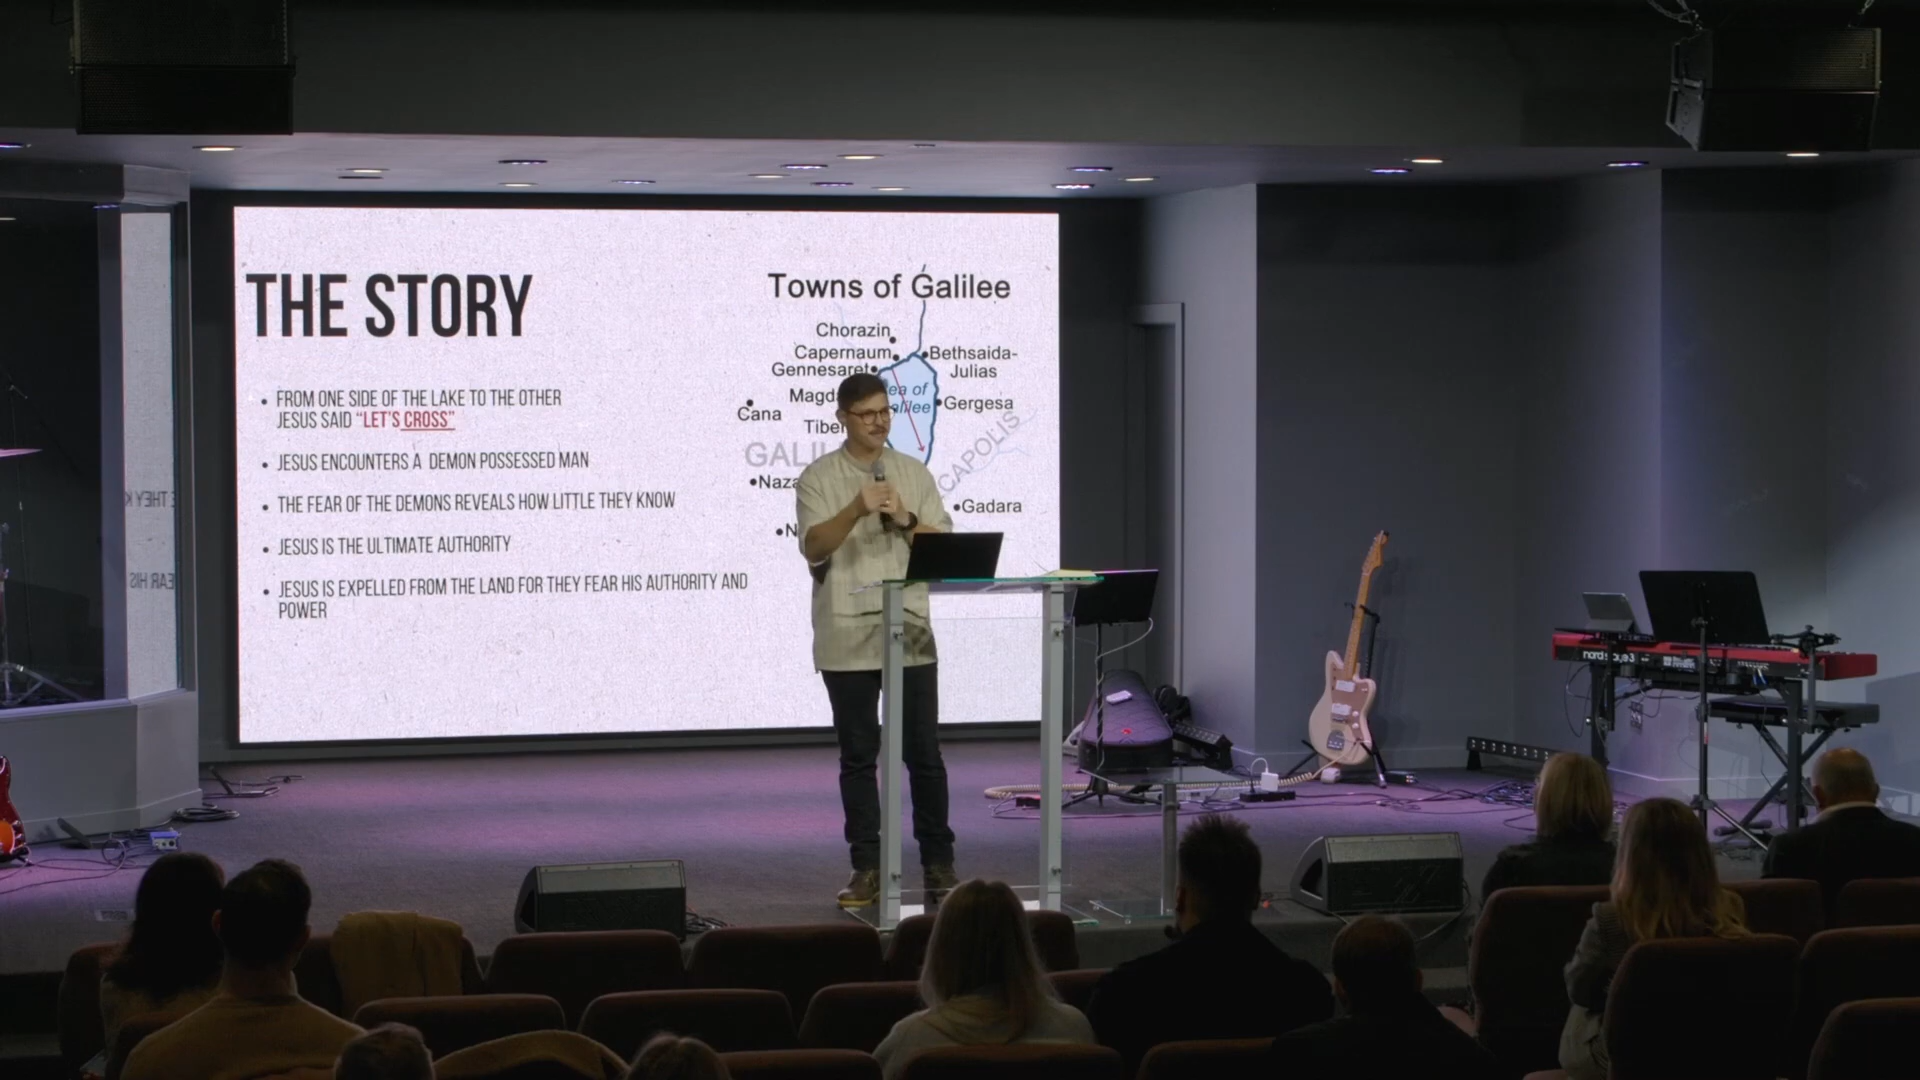 THE STORY
FROM ONE SIDE OF THE LAKE TO THE OTHER
JESUS SAID “LET'S CROSS”
JESUS ENCOUNTERS A DEMON POSSESSED MAN
THE FEAR OF THE DEMONS REVEALS HOW LITTLE THEY KNOW
JESUS IS THE ULTIMATE AUTHORITY
JESUS IS EXPELLED FROM THE LAND FOR THEY FEAR HIS AUTHORITY AND
POWER
Towns of Galilee
Chorazin
Capernaum
Bethsaida-
Julias
Gennesaret
Cana
Gergesa
Gadara
nord stage 3